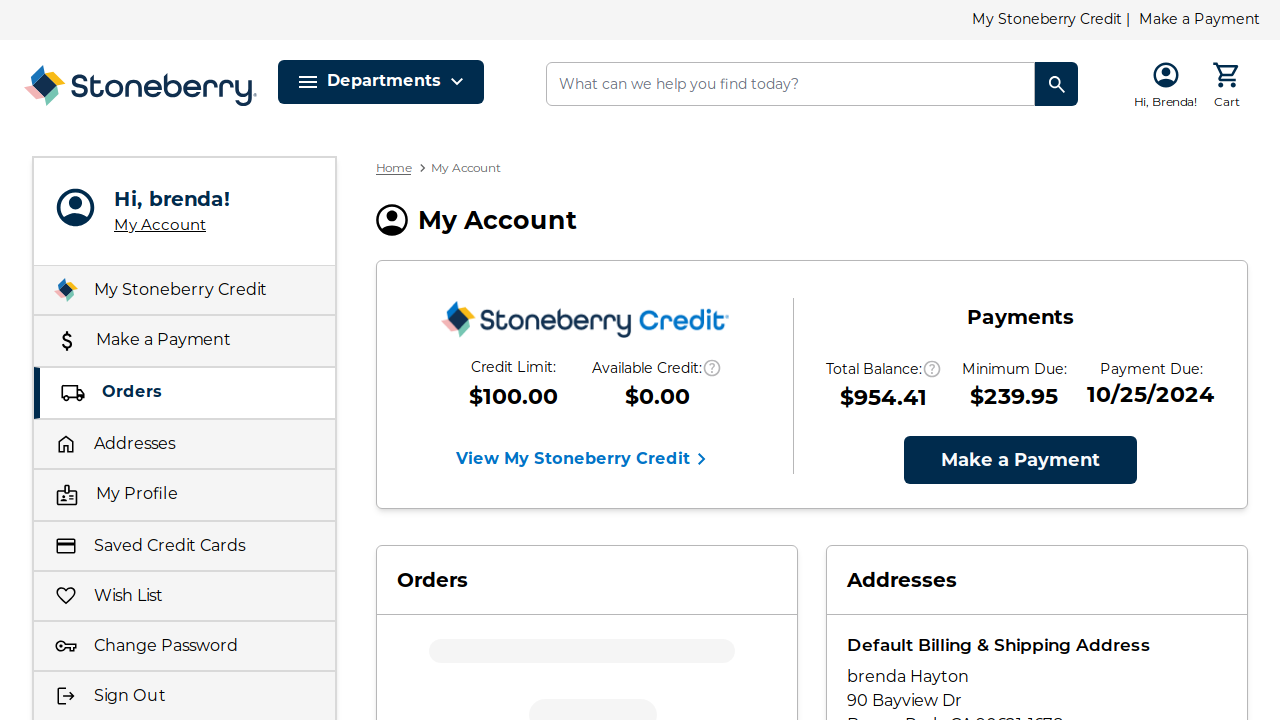 My Stoneberry Credit | Make a Payment
Stoneberry
Departments
What can we help you find today?
Hi, Brenda!
Cart
Hi, brenda!
My Account
My Stoneberry Credit
Make a Payment
Orders
Addresses
My Profile
Saved Credit Cards
Wish List
Change Password
Sign Out
Home > My Account
My Account
Stoneberry Credit
Credit Limit:
$100.00
Available Credit:
$0.00
View My Stoneberry Credit
Payments
Total Balance:
$954.41
Minimum Due:
$239.95
Payment Due:
10/25/2024
Make a Payment
Orders
Addresses
Default Billing & Shipping Address
brenda Hayton
90 Bayview Dr